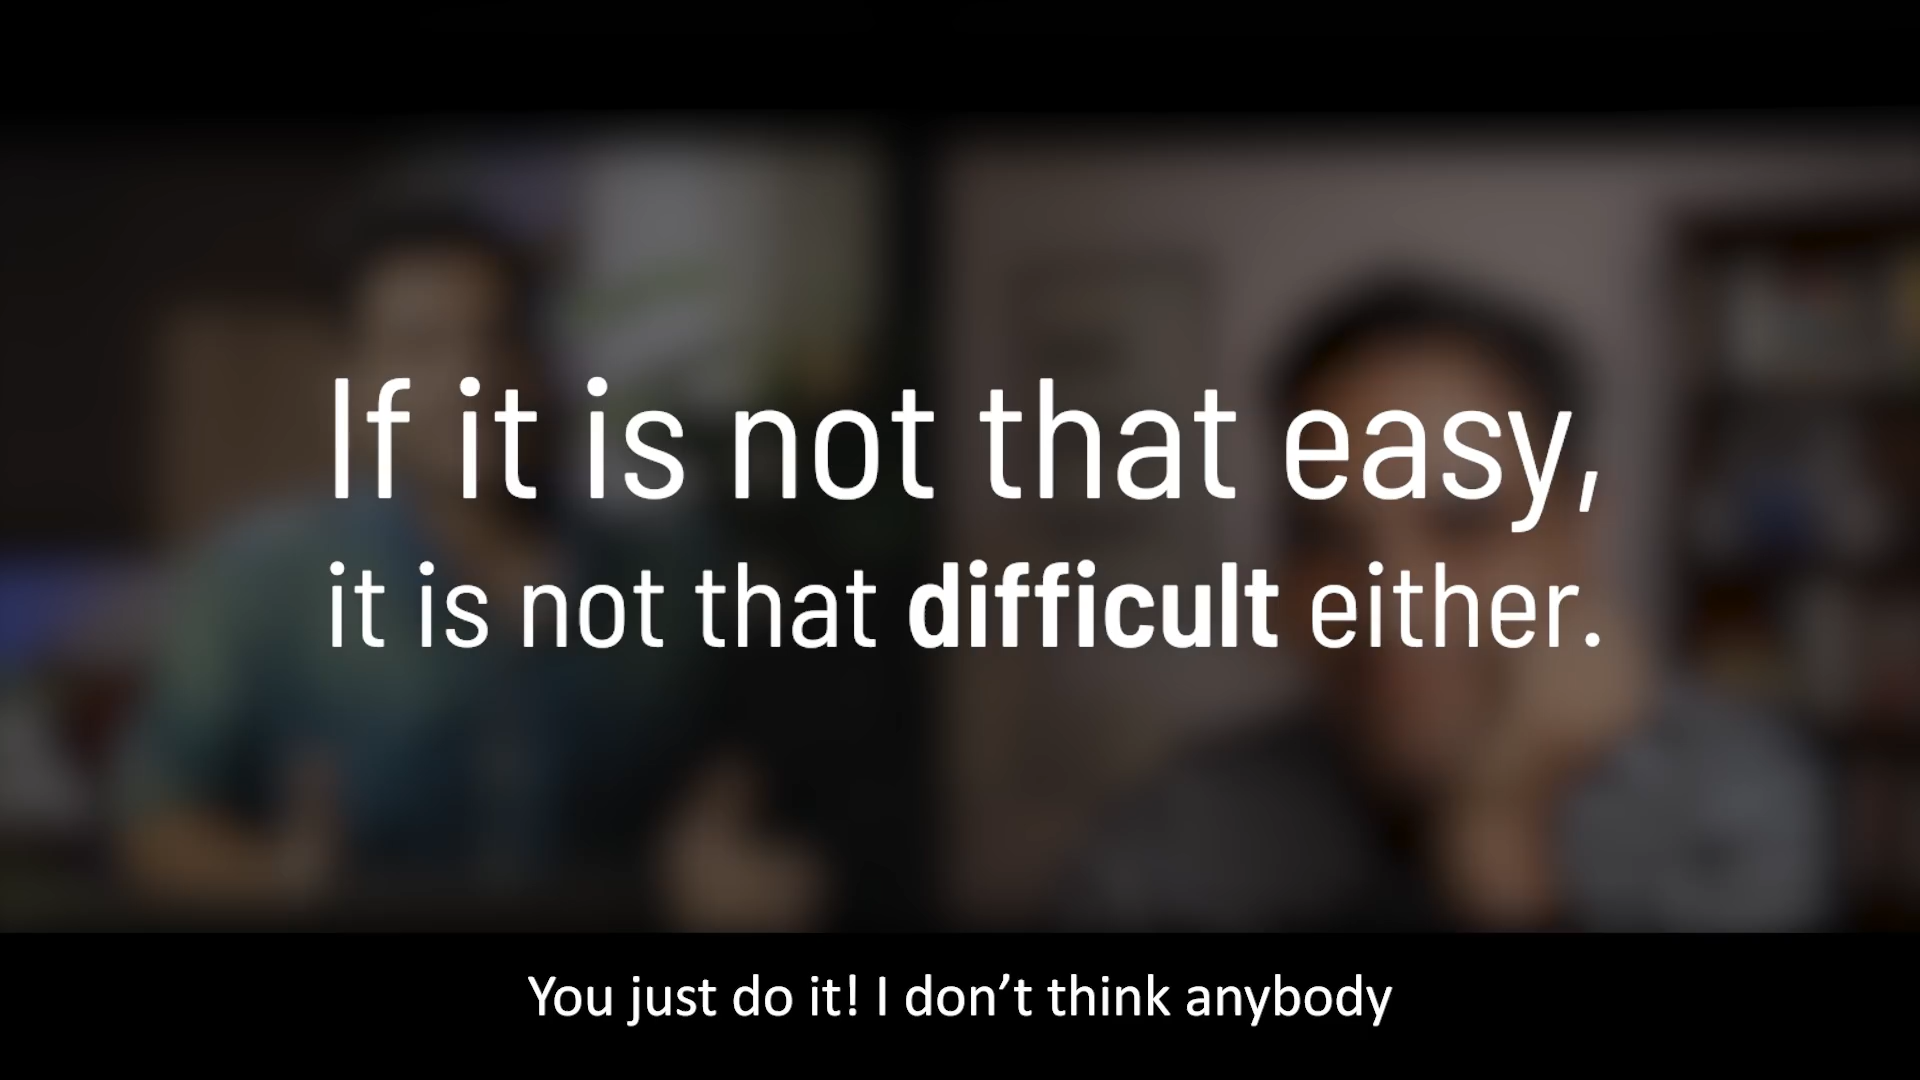 If it is not that easy,
it is not that difficult either.
You just do it! I don’t think anybody